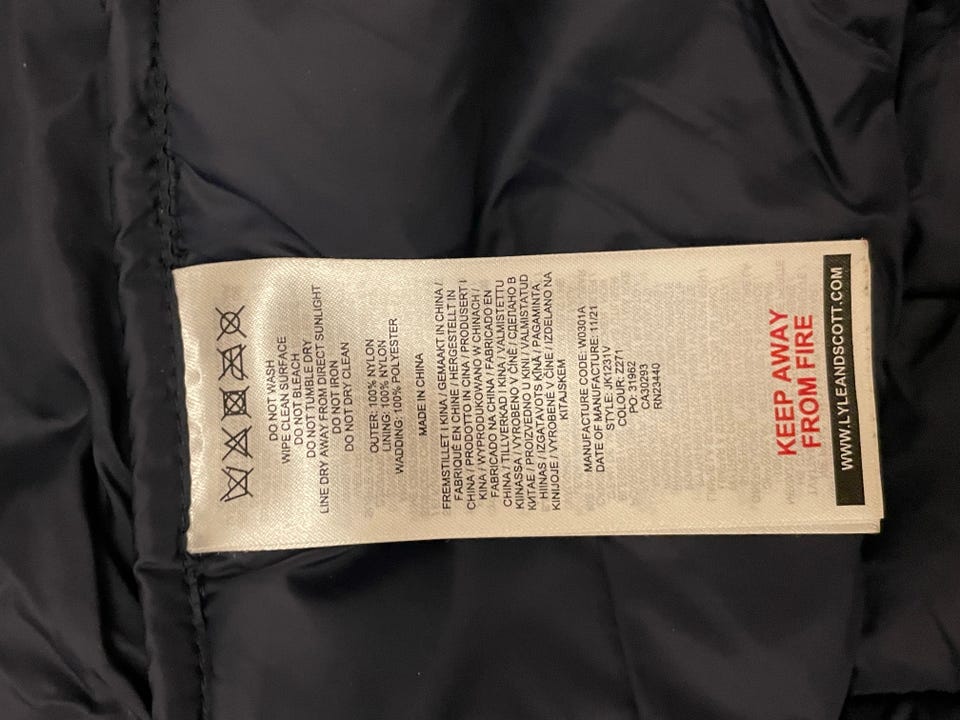 DO NOT WASH
WIPE CLEAN SURFACE
DO NOT BLEACH
DO NOT TUMBLE DRY
LINE DRY AWAY FROM DIRECT SUNLIGHT
DO NOT IRON
DO NOT DRY CLEAN
OUTER: 100% NYLON
LINING: 100% NYLON
WADDING: 100% POLYESTER
MADE IN CHINA
FREMSTILLET I KINA / GEMAAKT IN CHINA /
FABRIQUÉ EN CHINE / HERGESTELLT IN
CHINA / PRODOTTO IN CINA / PRODUSERT I
KINA / WYPRODUKOWANO W CHINACH /
FABRICADO NA CHINA / FABRICADO EN
CHINA / TILLVERKAD I KINA / VALMISTETTU
KIINASSA / VYROBENO V ČÍNĚ / СДЕЛАНО В
КИТАЕ / PROIZVEDENO U KINI / VALMISTATUD
HIINAS / IZGATAVOTS ĶĪNĀ / PAGAMINTA
KINIJOJE / VYROBENÉ V ČÍNE / IZDELANO NA
KITAJSKEM
MANUFACTURE CODE: W0301A
DATE OF MANUFACTURE: 11/21
STYLE: JK1231V
COLOUR: Z271
PO: 31962
CA30293
RN23440
KEEP AWAY
FROM FIRE
WWW.LYLEANDSCOTT.COM